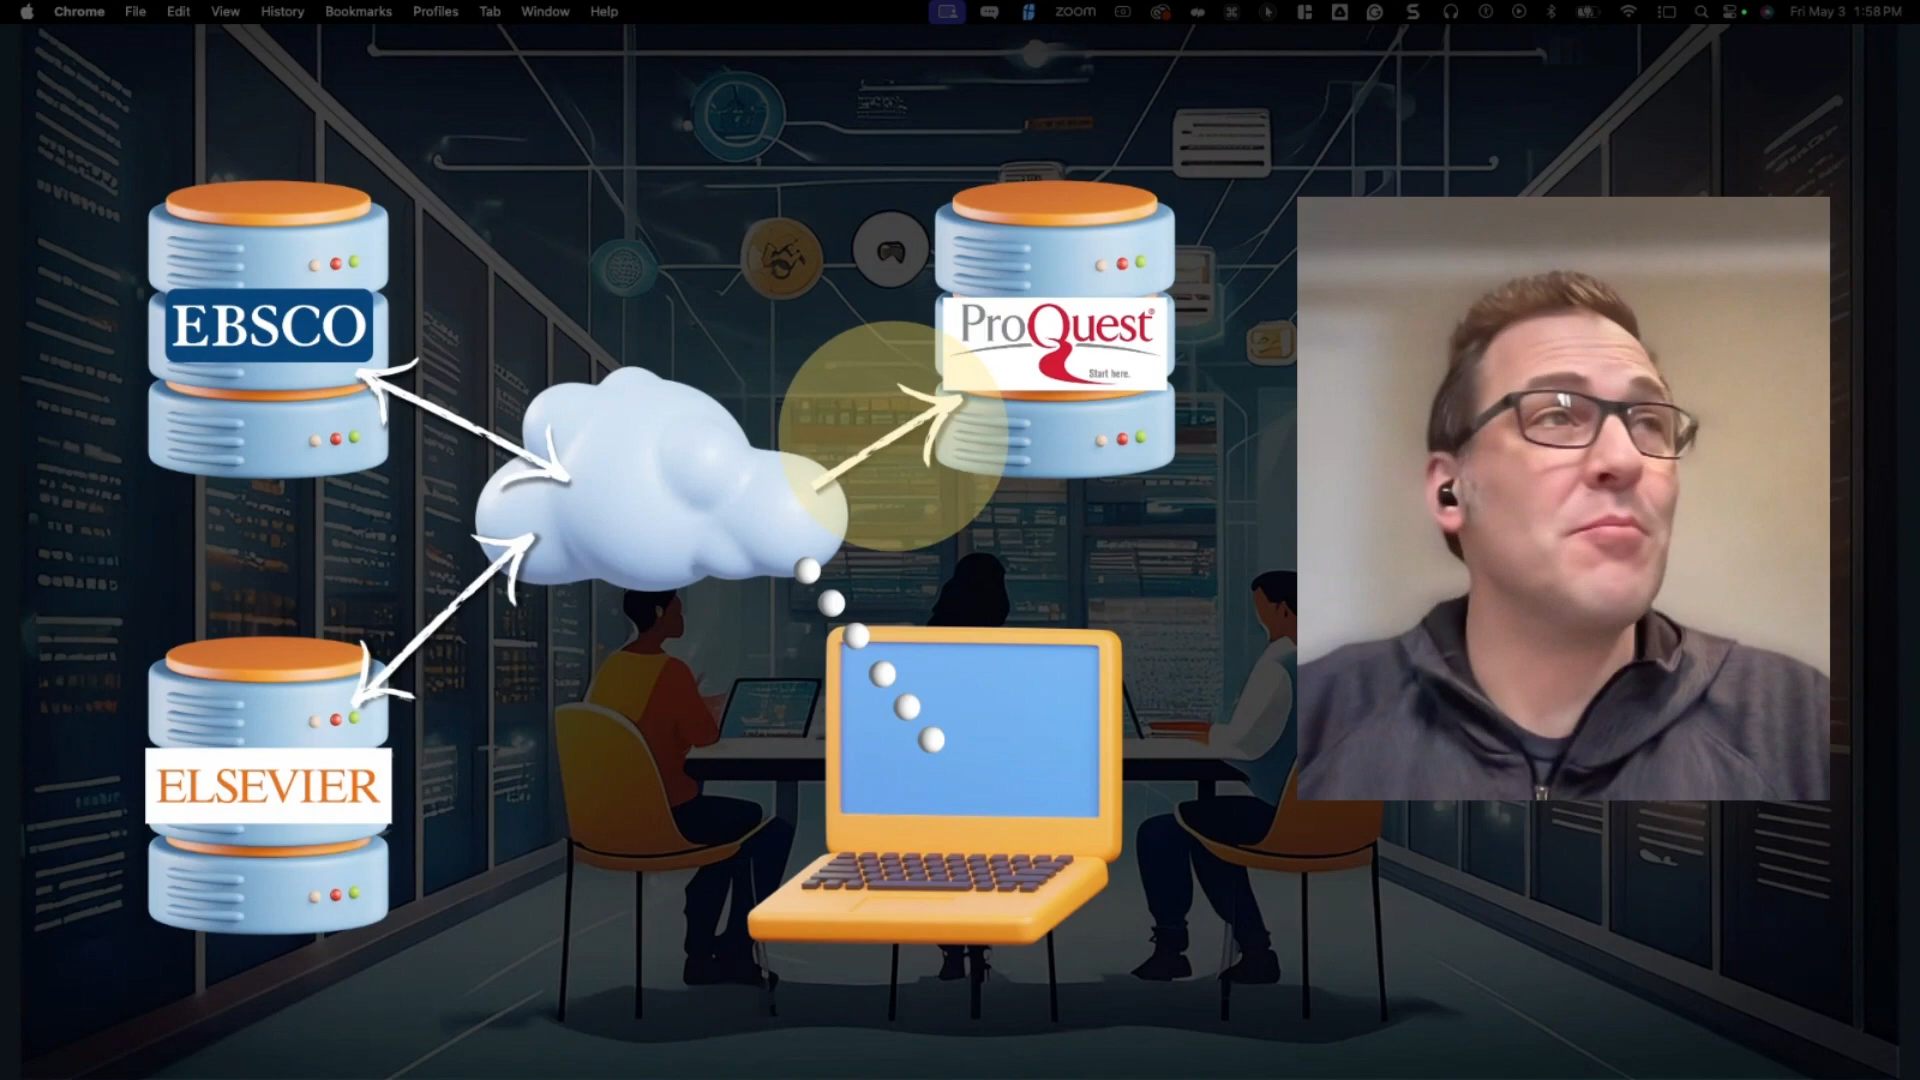 Chrome File Edit View History Bookmarks Profiles Tab Window Help zoom Fri May 3 1:58 PM
EBSCO
ProQuest®
Start here.
ELSEVIER